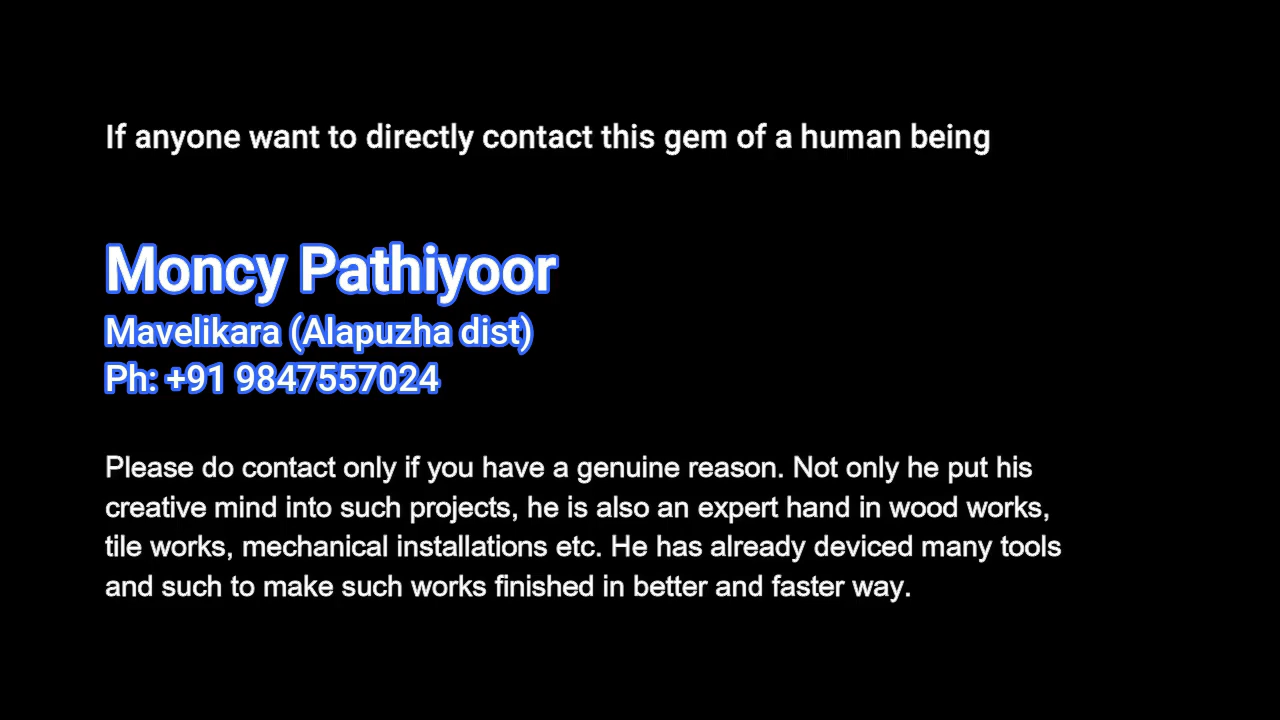 If anyone want to directly contact this gem of a human being
Moncy Pathiyoor
Mavelikara (Alapuzha dist)
Ph: +91 9847557024
Please do contact only if you have a genuine reason. Not only he put his
creative mind into such projects, he is also an expert hand in wood works,
tile works, mechanical installations etc. He has already deviced many tools
and such to make such works finished in better and faster way.